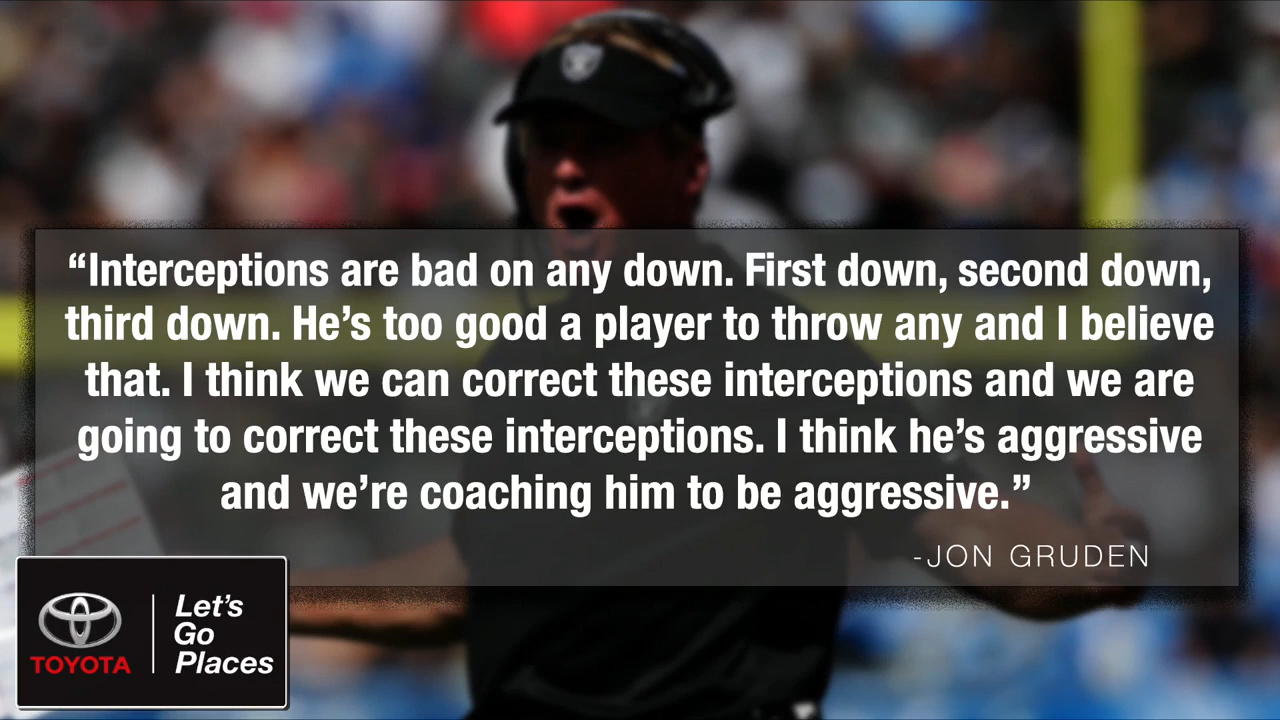 “Interceptions are bad on any down. First down, second down,
third down. He’s too good a player to throw any and I believe
that. I think we can correct these interceptions and we are
going to correct these interceptions. I think he’s aggressive
and we’re coaching him to be aggressive.”
-JON GRUDEN
Let’s
Go
Places
TOYOTA